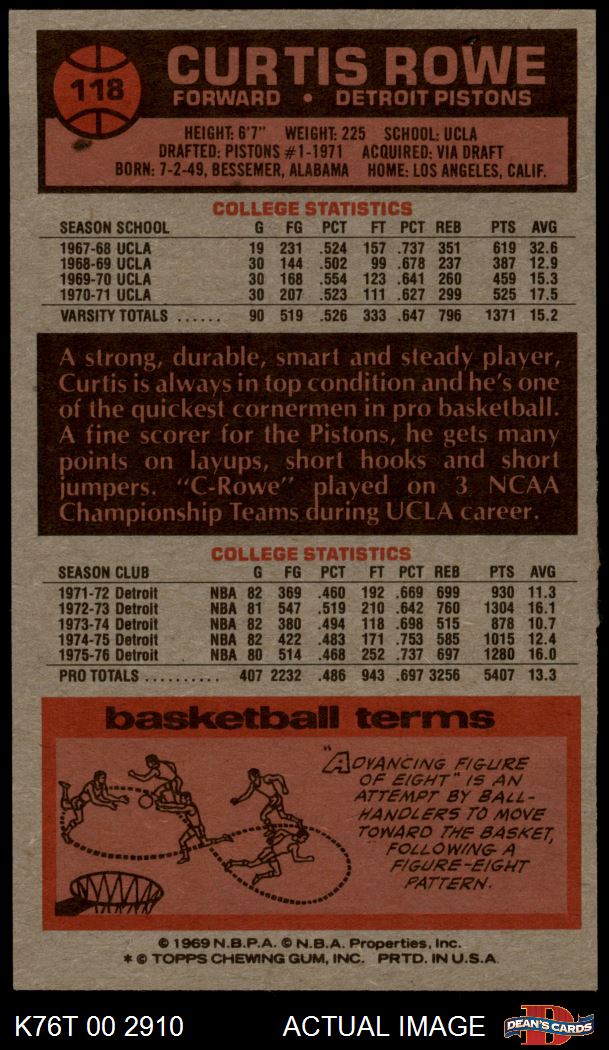 118
CURTIS ROWE
FORWARD • DETROIT PISTONS
HEIGHT: 6'7" WEIGHT: 225 SCHOOL: UCLA
DRAFTED: PISTONS #1-1971 ACQUIRED: VIA DRAFT
BORN: 7-2-49, BESSEMER, ALABAMA HOME: LOS ANGELES, CALIF.
COLLEGE STATISTICS
SEASON SCHOOL G FG PCT FT PCT REB PTS AVG
1967-68 UCLA 19 231 .524 157 .737 351 619 32.6
1968-69 UCLA 30 144 .502 99 .678 237 387 12.9
1969-70 UCLA 30 168 .554 123 .641 260 459 15.3
1970-71 UCLA 30 207 .523 111 .627 299 525 17.5
VARSITY TOTALS ...... 90 519 .526 333 .647 796 1371 15.2
A strong, durable, smart and steady player,
Curtis is always in top condition and he's one
of the quickest cornermen in pro basketball.
A fine scorer for the Pistons, he gets many
points on layups, short hooks and short
jumpers. "C-Rowe" played on 3 NCAA
Championship Teams during UCLA career.
COLLEGE STATISTICS
SEASON CLUB G FG PCT FT PCT REB PTS AVG
1971-72 Detroit NBA 82 369 .460 192 .669 699 930 11.3
1972-73 Detroit NBA 81 547 .519 210 .642 760 1304 16.1
1973-74 Detroit NBA 82 380 .494 118 .698 515 878 10.7
1974-75 Detroit NBA 82 422 .483 171 .753 585 1015 12.4
1975-76 Detroit NBA 80 514 .468 252 .737 697 1280 16.0
PRO TOTALS .......... 407 2232 .486 943 .697 3256 5407 13.3
basketball terms
"ADVANCING FIGURE
OF EIGHT" IS AN
ATTEMPT BY BALL-
HANDLERS TO MOVE
TOWARD THE BASKET,
FOLLOWING A
FIGURE-EIGHT
PATTERN.
© 1969 N.B.P.A. © N.B.A. Properties, Inc.
* © TOPPS CHEWING GUM, INC. PRTD. IN U.S.A.
K76T 00 2910 ACTUAL IMAGE D DEAN'S CARDS